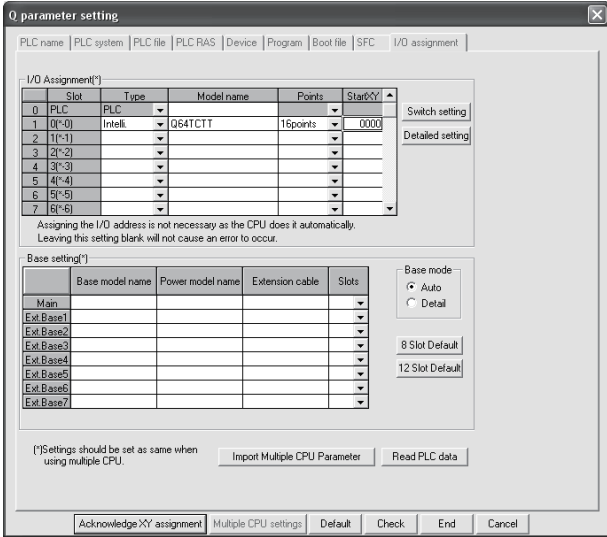 Q parameter setting
PLC name PLC system PLC file PLC RAS Device Program Boot file SFC I/O assignment
I/O Assignment(*)
Slot Type Model name Points StartXY
0 PLC PLC
1 0(*-0) Intelli. Q64TCTT 16points 0000
2 1(*-1)
3 2(*-2)
4 3(*-3)
5 4(*-4)
6 5(*-5)
7 6(*-6)
Switch setting
Detailed setting
Assigning the I/O address is not necessary as the CPU does it automatically.
Leaving this setting blank will not cause an error to occur.
Base setting(*)
Base model name Power model name Extension cable Slots
Main
Ext.Base1
Ext.Base2
Ext.Base3
Ext.Base4
Ext.Base5
Ext.Base6
Ext.Base7
Base mode
Auto
Detail
8 Slot Default
12 Slot Default
(*)Settings should be set as same when
using multiple CPU.
Import Multiple CPU Parameter Read PLC data
Acknowledge XY assignment Multiple CPU settings Default Check End Cancel